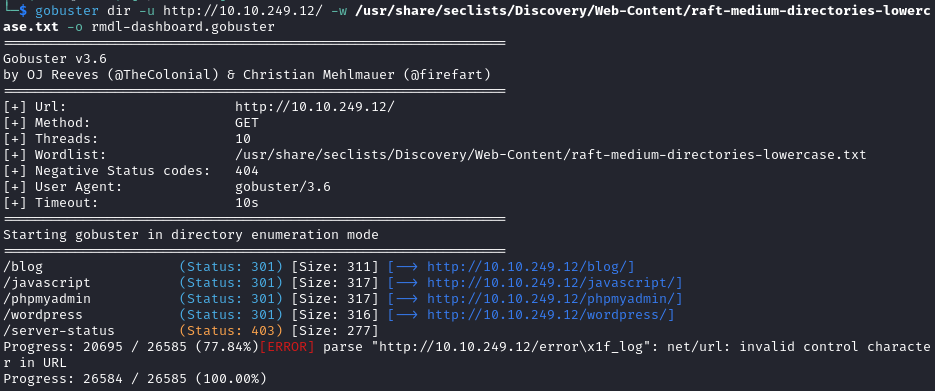 └─$ gobuster dir -u http://10.10.249.12/ -w /usr/share/seclists/Discovery/Web-Content/raft-medium-directories-lowerc
ase.txt -o rmdl-dashboard.gobuster
===============================================================
Gobuster v3.6
by OJ Reeves (@TheColonial) & Christian Mehlmauer (@firefart)
===============================================================
[+] Url:                     http://10.10.249.12/
[+] Method:                  GET
[+] Threads:                 10
[+] Wordlist:                /usr/share/seclists/Discovery/Web-Content/raft-medium-directories-lowercase.txt
[+] Negative Status codes:   404
[+] User Agent:              gobuster/3.6
[+] Timeout:                 10s
===============================================================
Starting gobuster in directory enumeration mode
===============================================================
/blog                 (Status: 301) [Size: 311] [--> http://10.10.249.12/blog/]
/javascript           (Status: 301) [Size: 317] [--> http://10.10.249.12/javascript/]
/phpmyadmin           (Status: 301) [Size: 317] [--> http://10.10.249.12/phpmyadmin/]
/wordpress            (Status: 301) [Size: 316] [--> http://10.10.249.12/wordpress/]
/server-status        (Status: 403) [Size: 277]
Progress: 20695 / 26585 (77.84%)[ERROR] parse "http://10.10.249.12/error\x1f_log": net/url: invalid control characte
r in URL
Progress: 26584 / 26585 (100.00%)